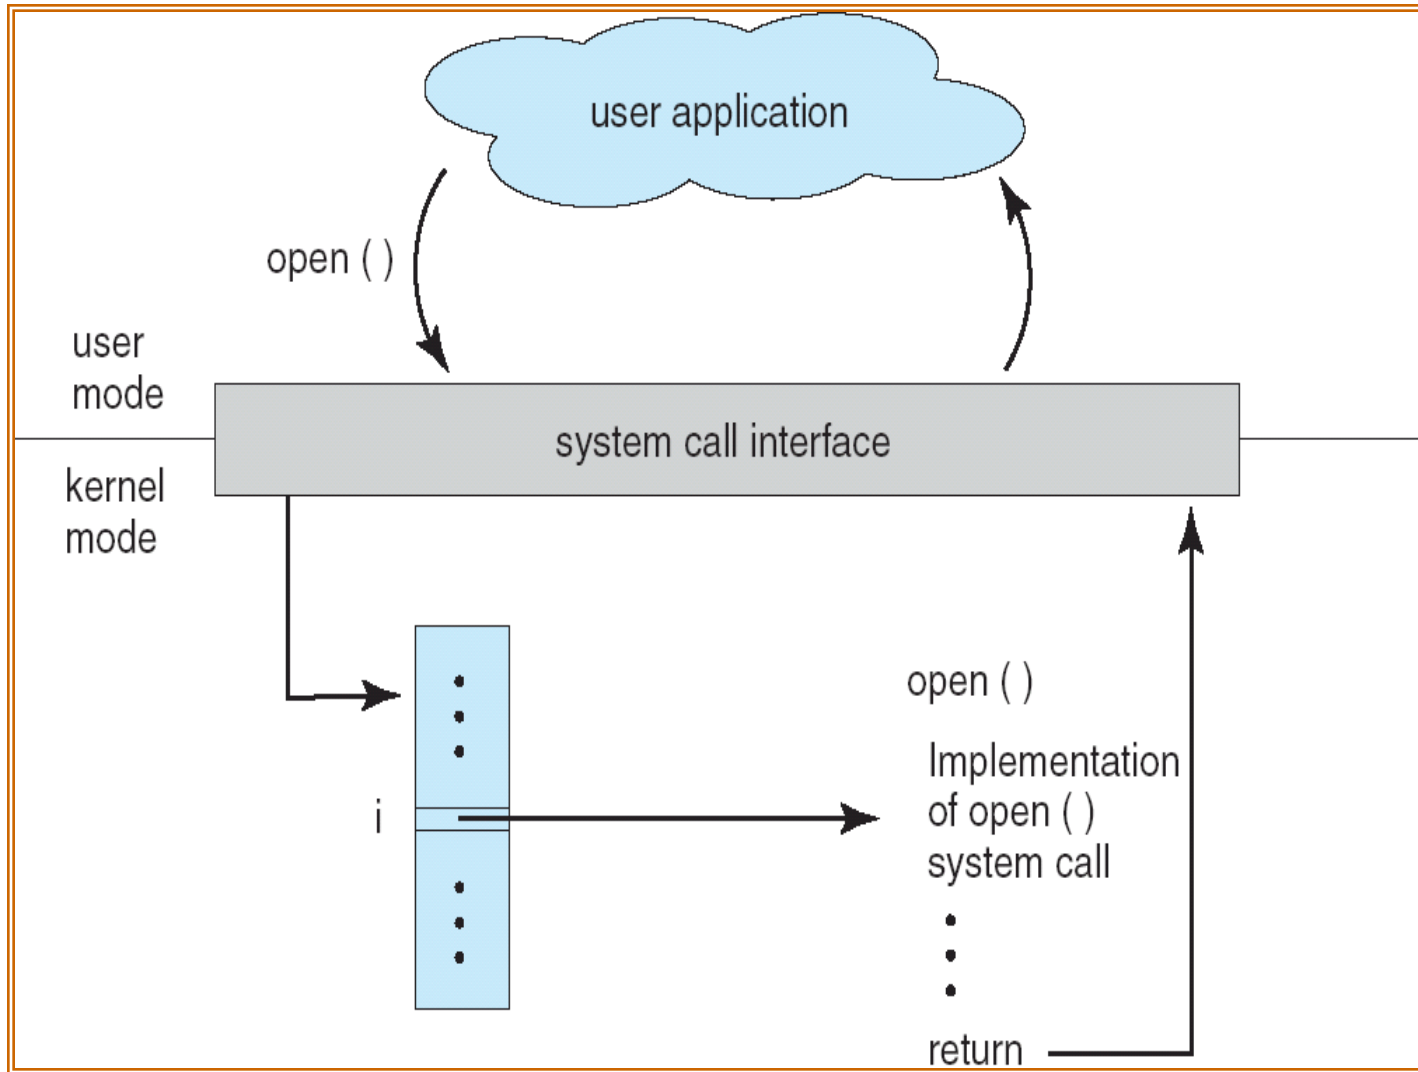 user application
open ( )
user
mode
system call interface
kernel
mode
open ( )
Implementation
of open ( )
system call
i
return